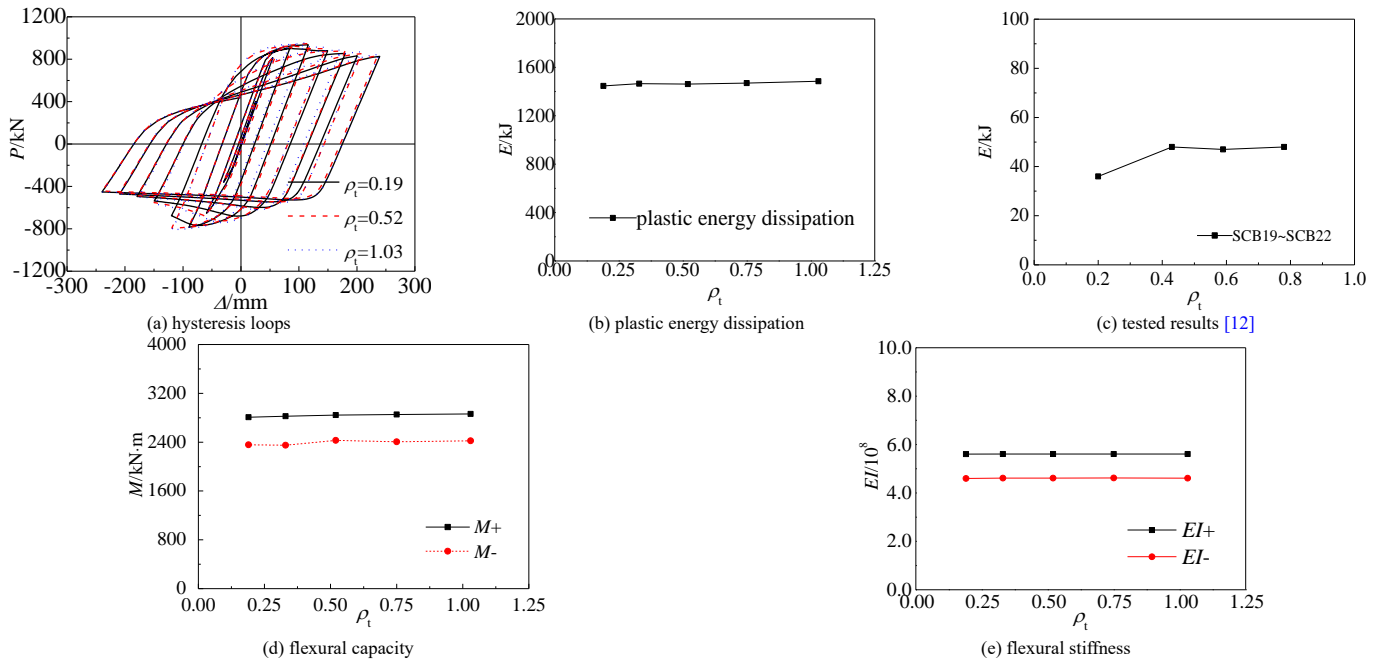 1200
800
400
0
-400
-800
-1200
P/kN
-300 -200 -100 0 100 200 300
Δ/mm
ρt=0.19
ρt=0.52
ρt=1.03
(a) hysteresis loops
2000
1600
1200
800
400
0
E/kJ
0.00 0.25 0.50 0.75 1.00 1.25
ρt
plastic energy dissipation
(b) plastic energy dissipation
100
80
60
40
20
0
E/kJ
0.0 0.2 0.4 0.6 0.8 1.0
ρt
SCB19~SCB22
(c) tested results [12]
4000
3200
2400
1600
800
0
M/kN·m
0.00 0.25 0.50 0.75 1.00 1.25
ρt
M+
M-
(d) flexural capacity
10.0
8.0
6.0
4.0
2.0
0.0
EI/10⁸
0.00 0.25 0.50 0.75 1.00 1.25
ρt
EI+
EI-
(e) flexural stiffness